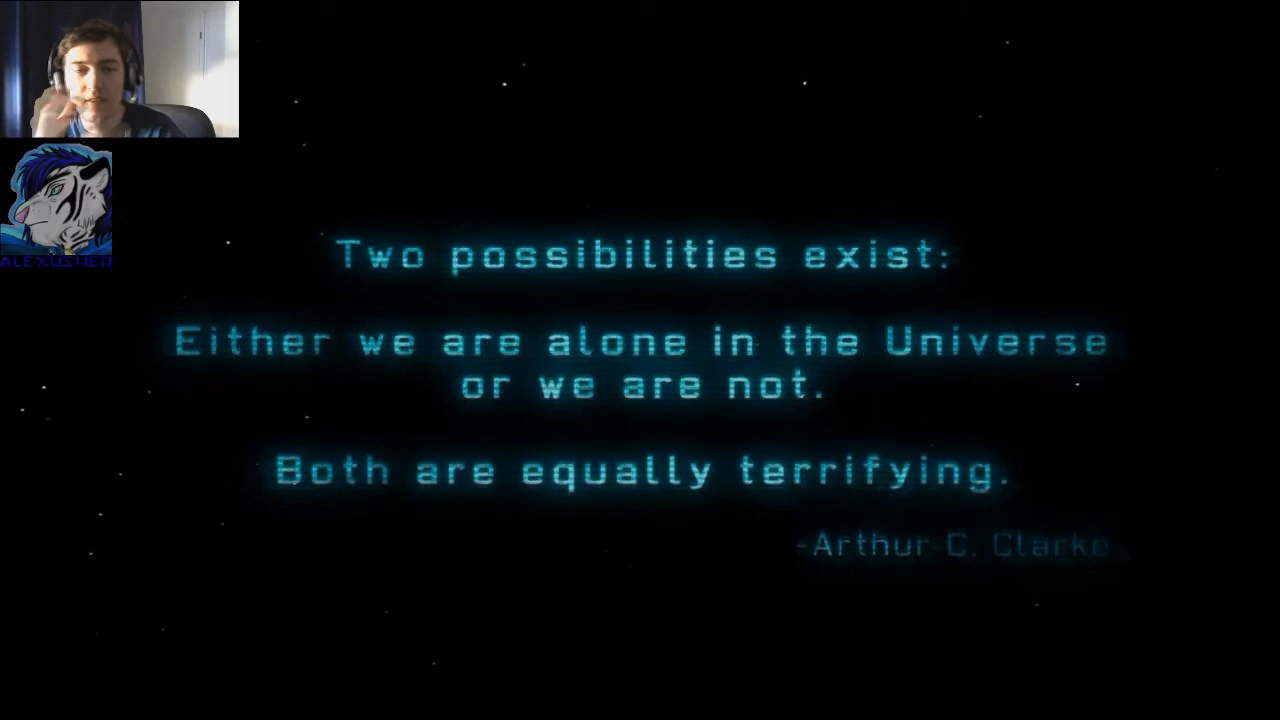 ALEXUSHEN
Two possibilities exist:
Either we are alone in the Universe
or we are not.
Both are equally terrifying.
-Arthur C. Clarke